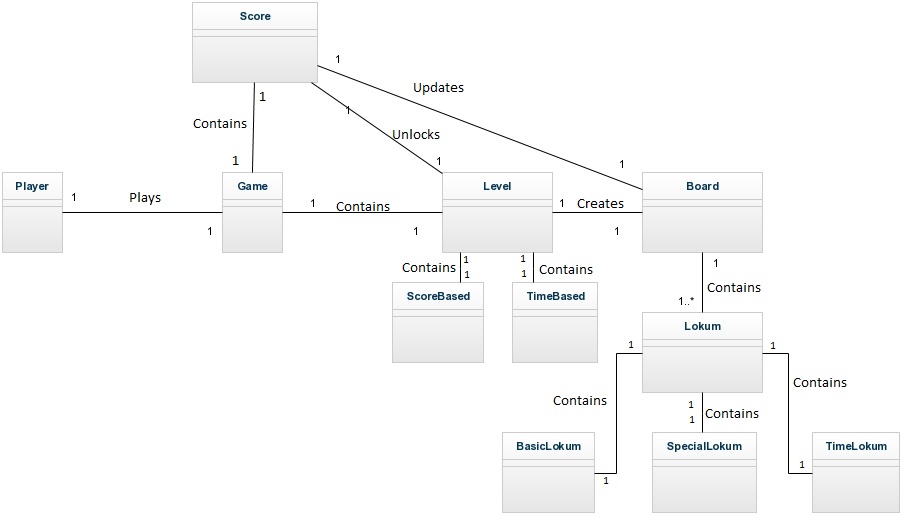 Score
1
Updates
1
1
Contains
Unlocks
1
1
1
Player
Game
Level
Board
1
Plays
1
Contains
1
Creates
1
1
1
1
1
1
Contains
Contains
1
1
Contains
1..*
ScoreBased
TimeBased
Lokum
1
1
Contains
Contains
1
Contains
1
BasicLokum
SpecialLokum
TimeLokum
1
1